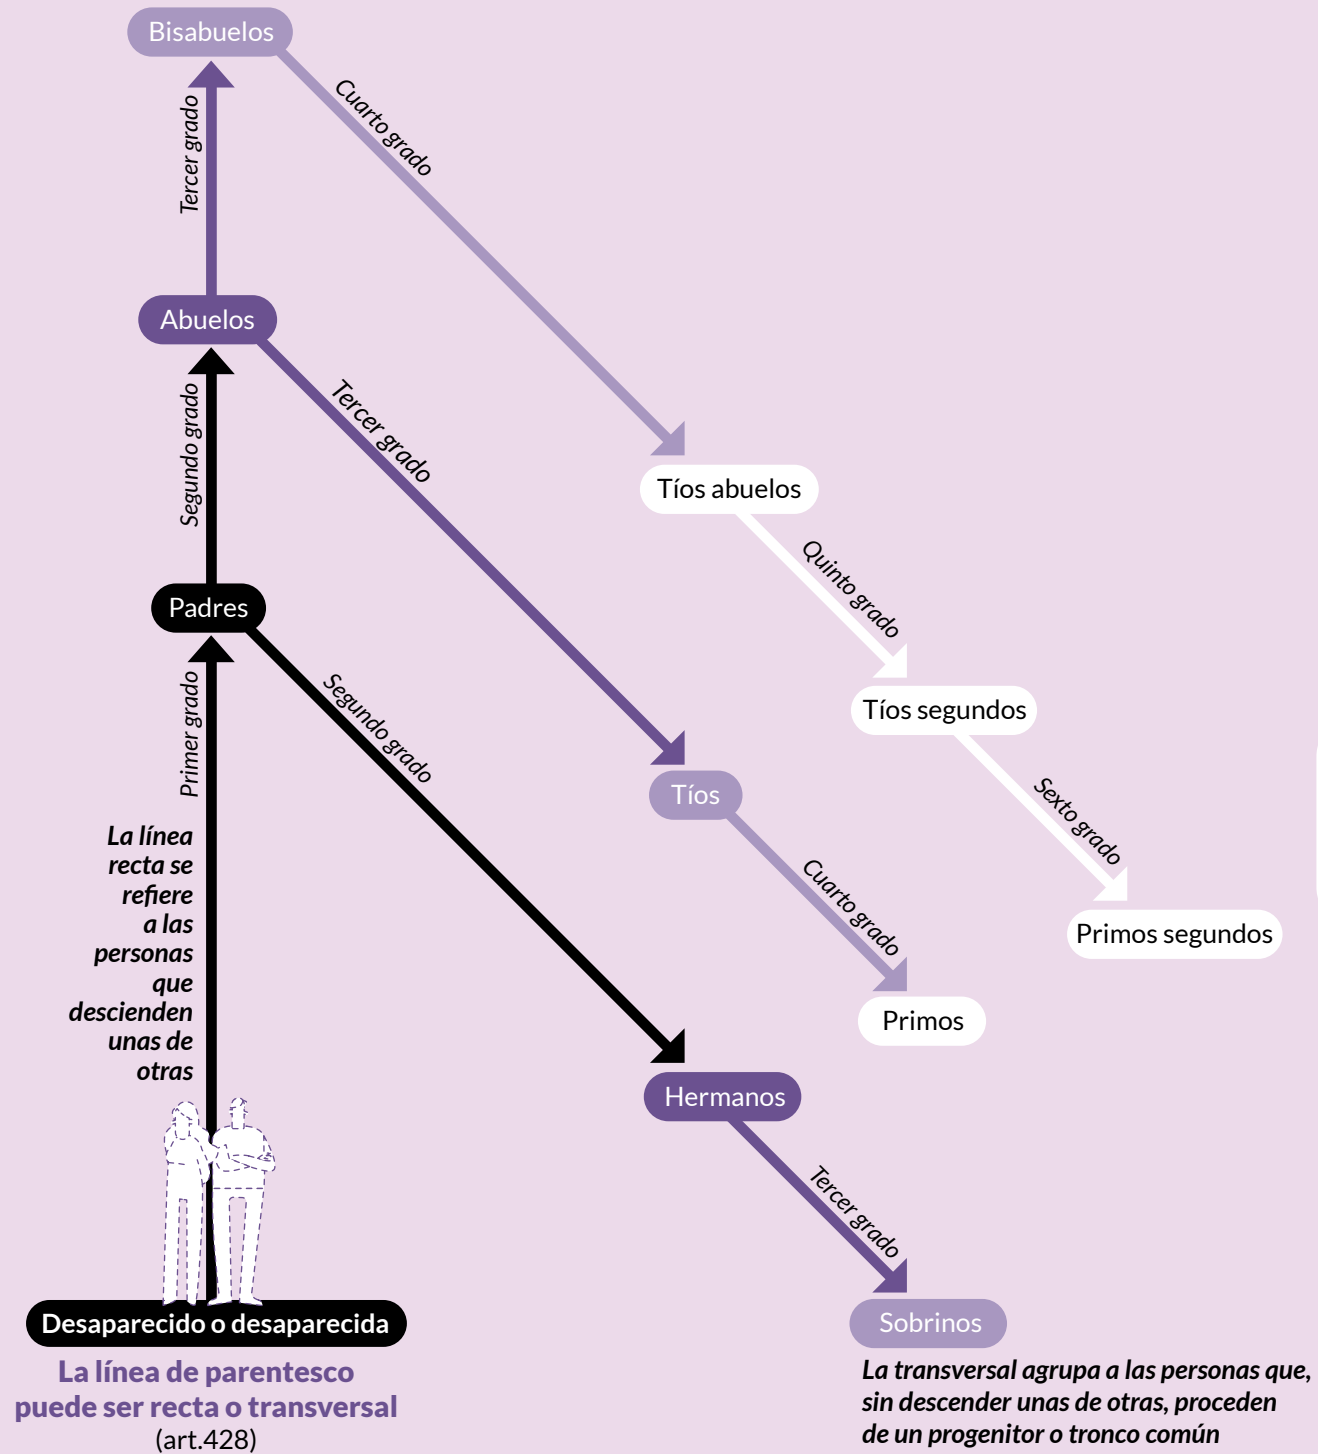 Bisabuelos
Cuarto grado
Tercer grado
Abuelos
Tercer grado
Segundo grado
Tíos abuelos
Quinto grado
Padres
Segundo grado
Primer grado
Tíos segundos
Tíos
Sexto grado
La línea
recta se
refiere
a las
personas
que
descienden
unas de
otras
Cuarto grado
Primos segundos
Primos
Hermanos
Tercer grado
Desaparecido o desaparecida
Sobrinos
La línea de parentesco
puede ser recta o transversal
(art.428)
La transversal agrupa a las personas que,
sin descender unas de otras, proceden
de un progenitor o tronco común